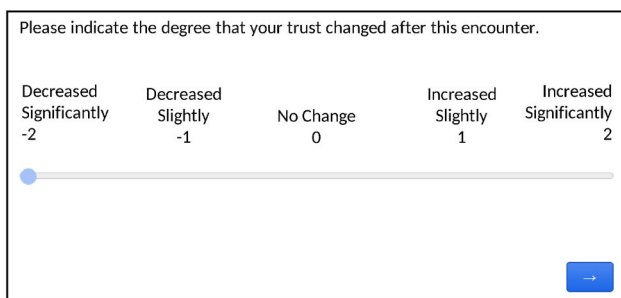 Please indicate the degree that your trust changed after this encounter.
Decreased
Significantly
-2
Decreased
Slightly
-1
No Change
0
Increased
Slightly
1
Increased
Significantly
2
→